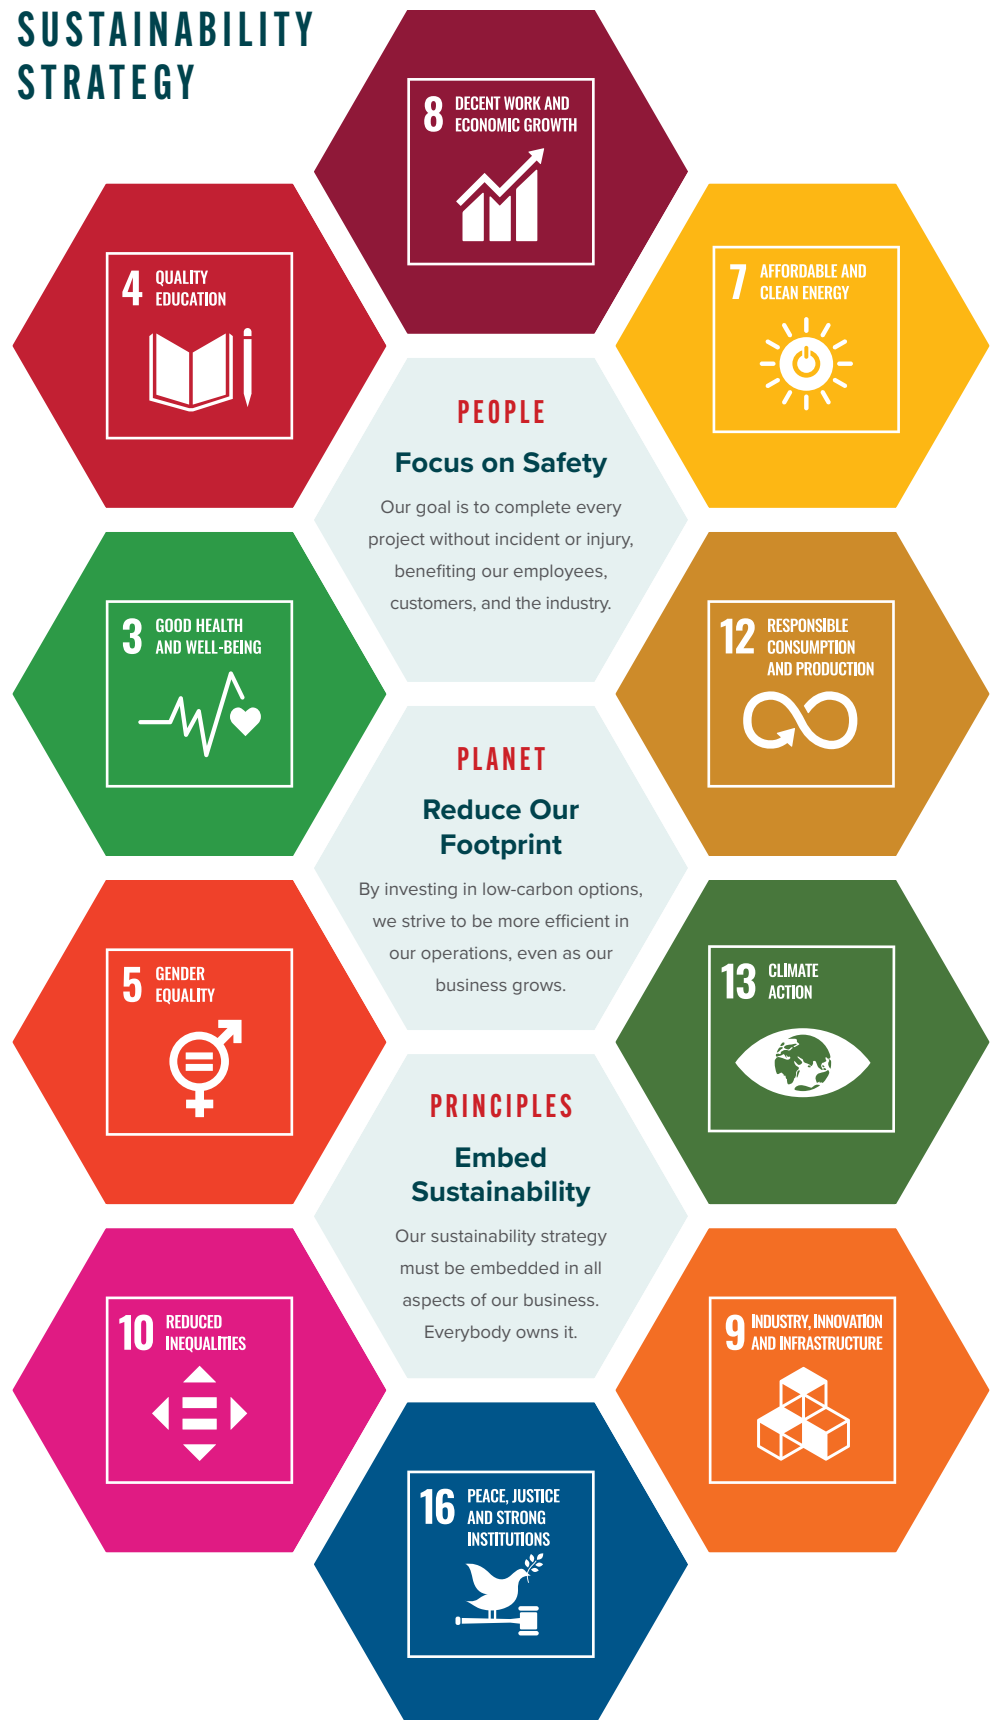 SUSTAINABILITY
STRATEGY
8 DECENT WORK AND
ECONOMIC GROWTH
4 QUALITY
EDUCATION
7 AFFORDABLE AND
CLEAN ENERGY
PEOPLE
Focus on Safety
Our goal is to complete every
project without incident or injury,
benefiting our employees,
customers, and the industry.
3 GOOD HEALTH
AND WELL-BEING
12 RESPONSIBLE
CONSUMPTION
AND PRODUCTION
PLANET
Reduce Our
Footprint
By investing in low-carbon options,
we strive to be more efficient in
our operations, even as our
business grows.
5 GENDER
EQUALITY
13 CLIMATE
ACTION
PRINCIPLES
Embed
Sustainability
Our sustainability strategy
must be embedded in all
aspects of our business.
Everybody owns it.
10 REDUCED
INEQUALITIES
9 INDUSTRY, INNOVATION
AND INFRASTRUCTURE
16 PEACE, JUSTICE
AND STRONG
INSTITUTIONS